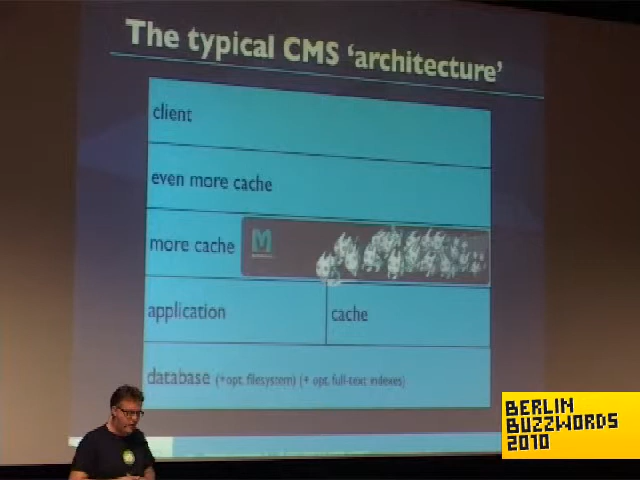 The typical CMS 'architecture'
client
even more cache
more cache
M
application
cache
database (+opt. filesystem) (+ opt. full-text indexes)
BERLIN
BUZZWORDS
2010